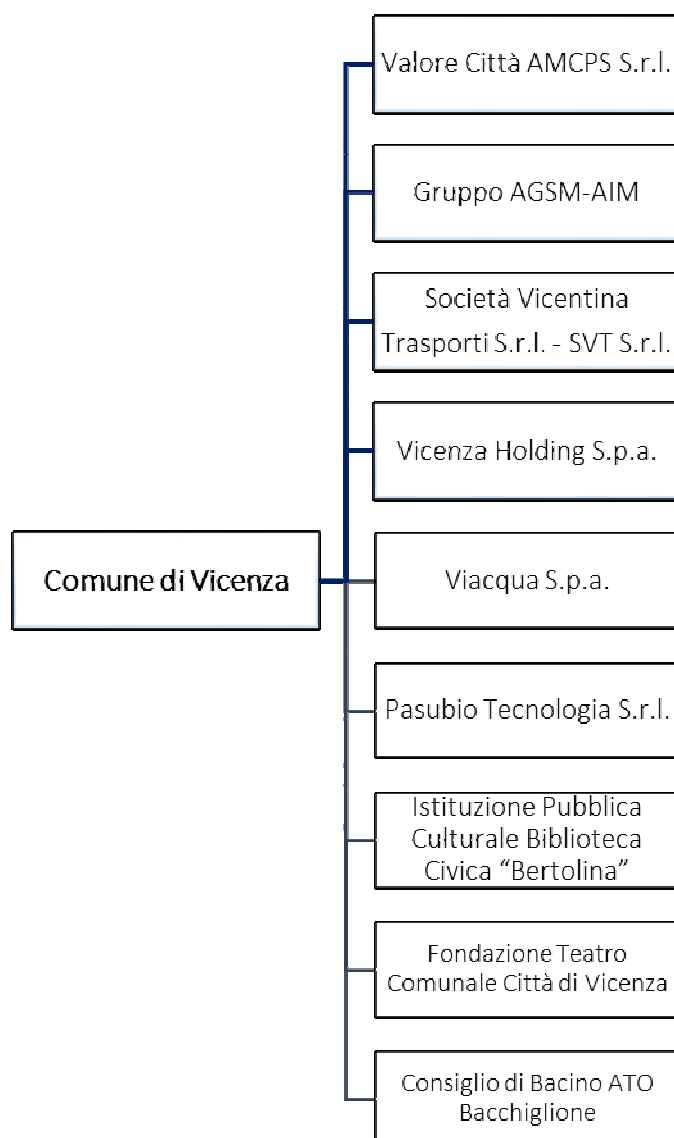 Valore Città AMCPS S.r.l.
Gruppo AGSM-AIM
Società Vicentina
Trasporti S.r.l. - SVT S.r.l.
Vicenza Holding S.p.a.
Comune di Vicenza
Viacqua S.p.a.
Pasubio Tecnologia S.r.l.
Istituzione Pubblica
Culturale Biblioteca
Civica “Bertolina”
Fondazione Teatro
Comunale Città di Vicenza
Consiglio di Bacino ATO
Bacchiglione